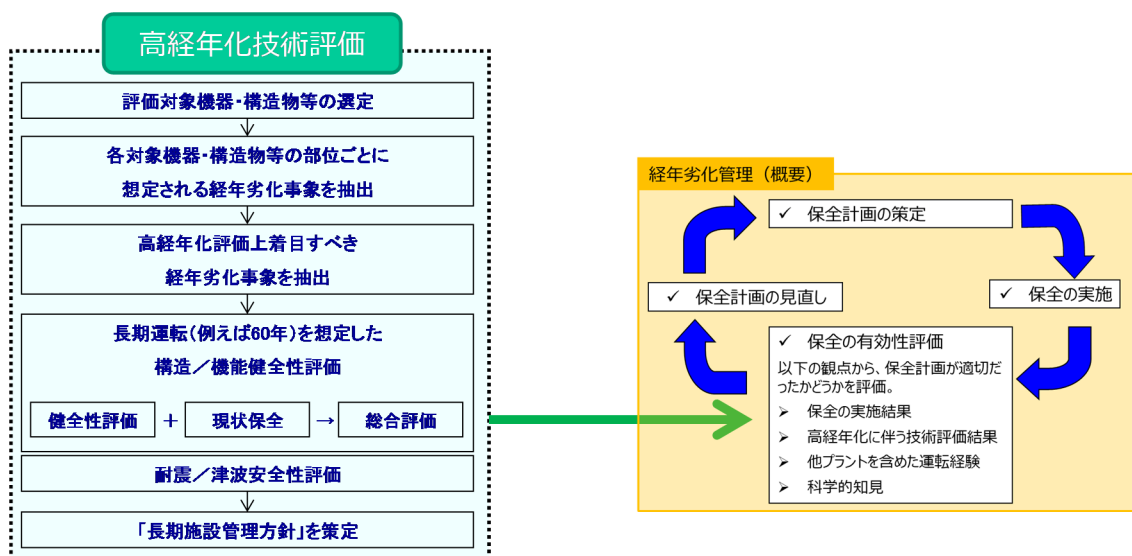 高経年化技術評価
評価対象機器・構造物等の選定
各対象機器・構造物等の部位ごとに
想定される経年劣化事象を抽出
高経年化評価上着目すべき
経年劣化事象を抽出
長期運転(例えば60年)を想定した
構造／機能健全性評価
健全性評価 + 現状保全 → 総合評価
耐震／津波安全性評価
「長期施設管理方針」を策定
経年劣化管理（概要）
✓ 保全計画の策定
✓ 保全の実施
✓ 保全計画の見直し
✓ 保全の有効性評価
以下の観点から、保全計画が適切だ
ったかどうかを評価。
➢ 保全の実施結果
➢ 高経年化に伴う技術評価結果
➢ 他プラントを含めた運転経験
➢ 科学的知見